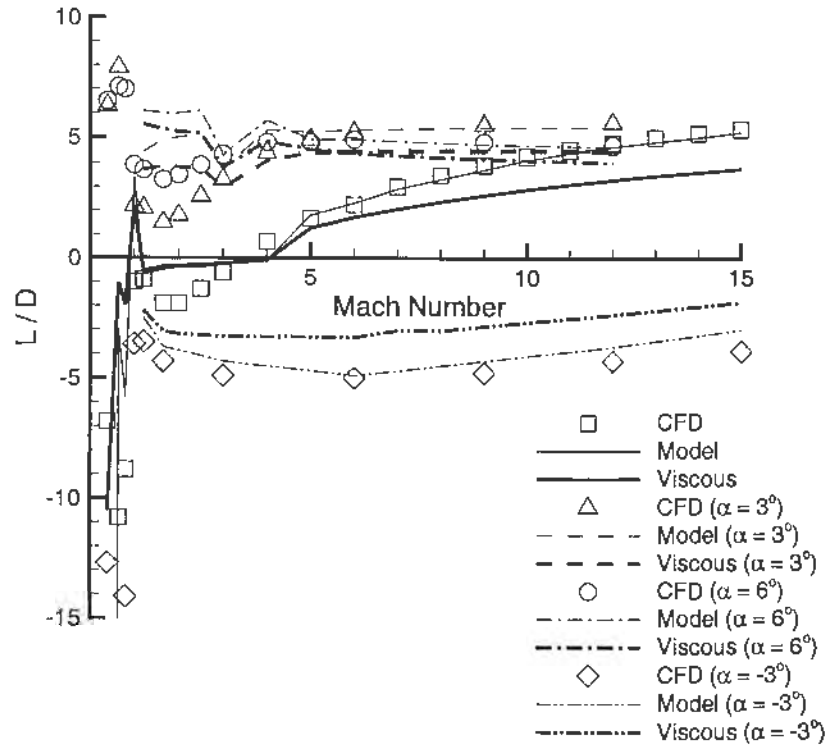 10
5
0
-5
-10
-15
L / D
5
10
15
Mach Number
CFD
Model
Viscous
CFD (α = 3°)
Model (α = 3°)
Viscous (α = 3°)
CFD (α = 6°)
Model (α = 6°)
Viscous (α = 6°)
CFD (α = -3°)
Model (α = -3°)
Viscous (α = -3°)